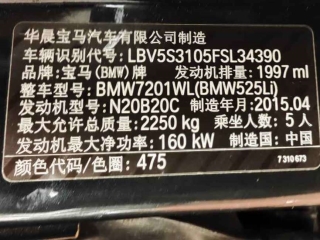 华晨宝马汽车有限公司制造
车辆识别代号:LBV5S3105FSL34390
品牌:宝马(BMW)牌 发动机排量:1997 ml
整车型号:BMW7201WL(BMW525Li)
发动机型号:N20B20C 制造年月:2015.04
最大允许总质量:2250 kg 乘坐人数:5 人
发动机最大净功率:160 kW 制造国:中国
颜色代码/色圈:475
7 310 673